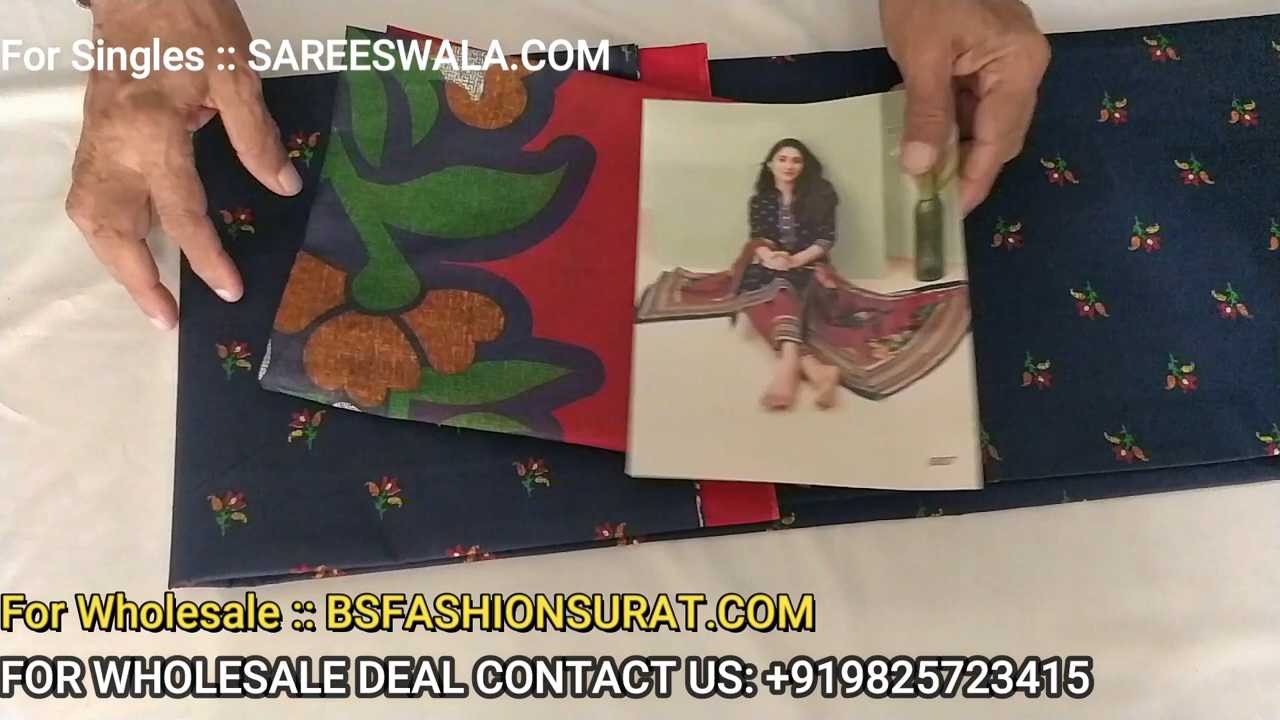 For Singles :: SAREESWALA.COM
For Wholesale :: BSFASHIONSURAT.COM
FOR WHOLESALE DEAL CONTACT US: +919825723415